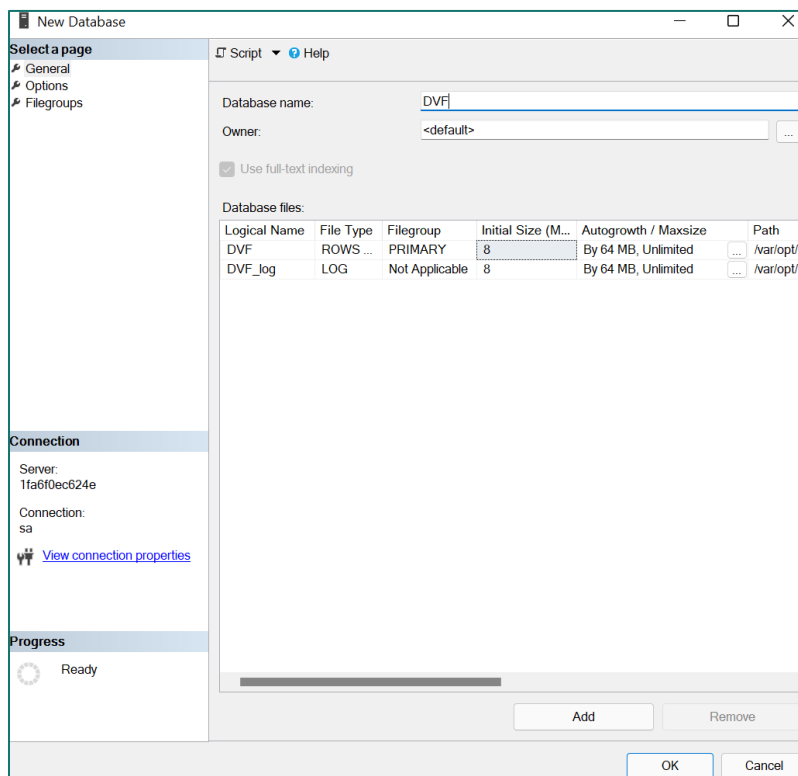 New Database
Select a page
General
Options
Filegroups
Script Help
Database name: DVF
Owner: <default> ...
Use full-text indexing
Database files:
Logical Name File Type Filegroup Initial Size (M... Autogrowth / Maxsize Path
DVF ROWS ... PRIMARY 8 By 64 MB, Unlimited ... /var/opt/
DVF_log LOG Not Applicable 8 By 64 MB, Unlimited ... /var/opt/
Connection
Server:
1fa6f0ec624e
Connection:
sa
View connection properties
Progress
Ready
Add Remove
OK Cancel